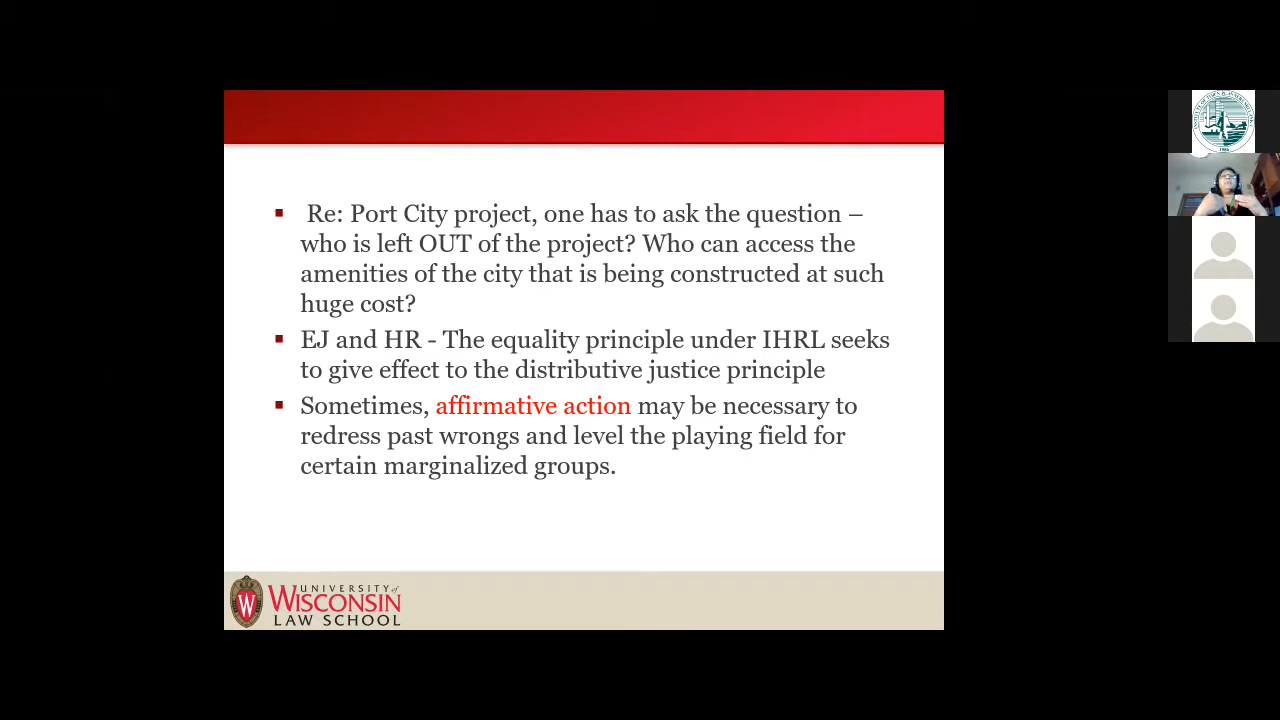 Re: Port City project, one has to ask the question –
who is left OUT of the project? Who can access the
amenities of the city that is being constructed at such
huge cost?
EJ and HR - The equality principle under IHRL seeks
to give effect to the distributive justice principle
Sometimes, affirmative action may be necessary to
redress past wrongs and level the playing field for
certain marginalized groups.
W
UNIVERSITY of
WISCONSIN
LAW SCHOOL